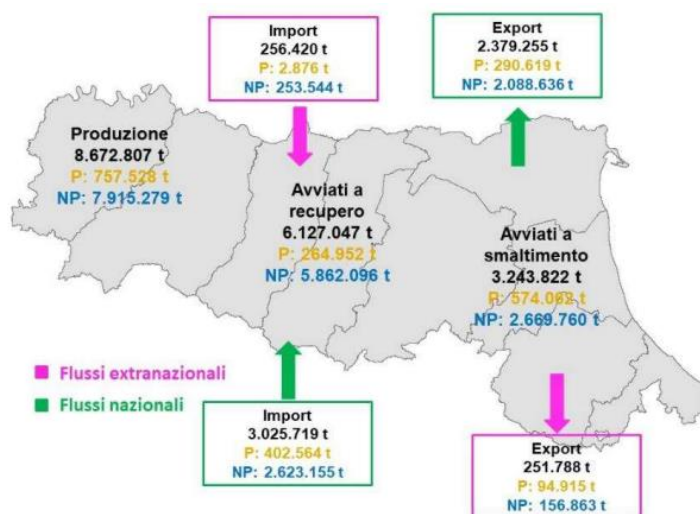 Import
256.420 t
P: 2.876 t
NP: 253.544 t
Export
2.379.255 t
P: 290.619 t
NP: 2.088.636 t
Produzione
8.672.807 t
P: 757.528 t
NP: 7.915.279 t
Avviati a
recupero
6.127.047 t
P: 264.952 t
NP: 5.862.096 t
Avviati a
smaltimento
3.243.822 t
P: 574.062 t
NP: 2.669.760 t
Flussi extranazionali
Flussi nazionali
Import
3.025.719 t
P: 402.564 t
NP: 2.623.155 t
Export
251.788 t
P: 94.915 t
NP: 156.863 t